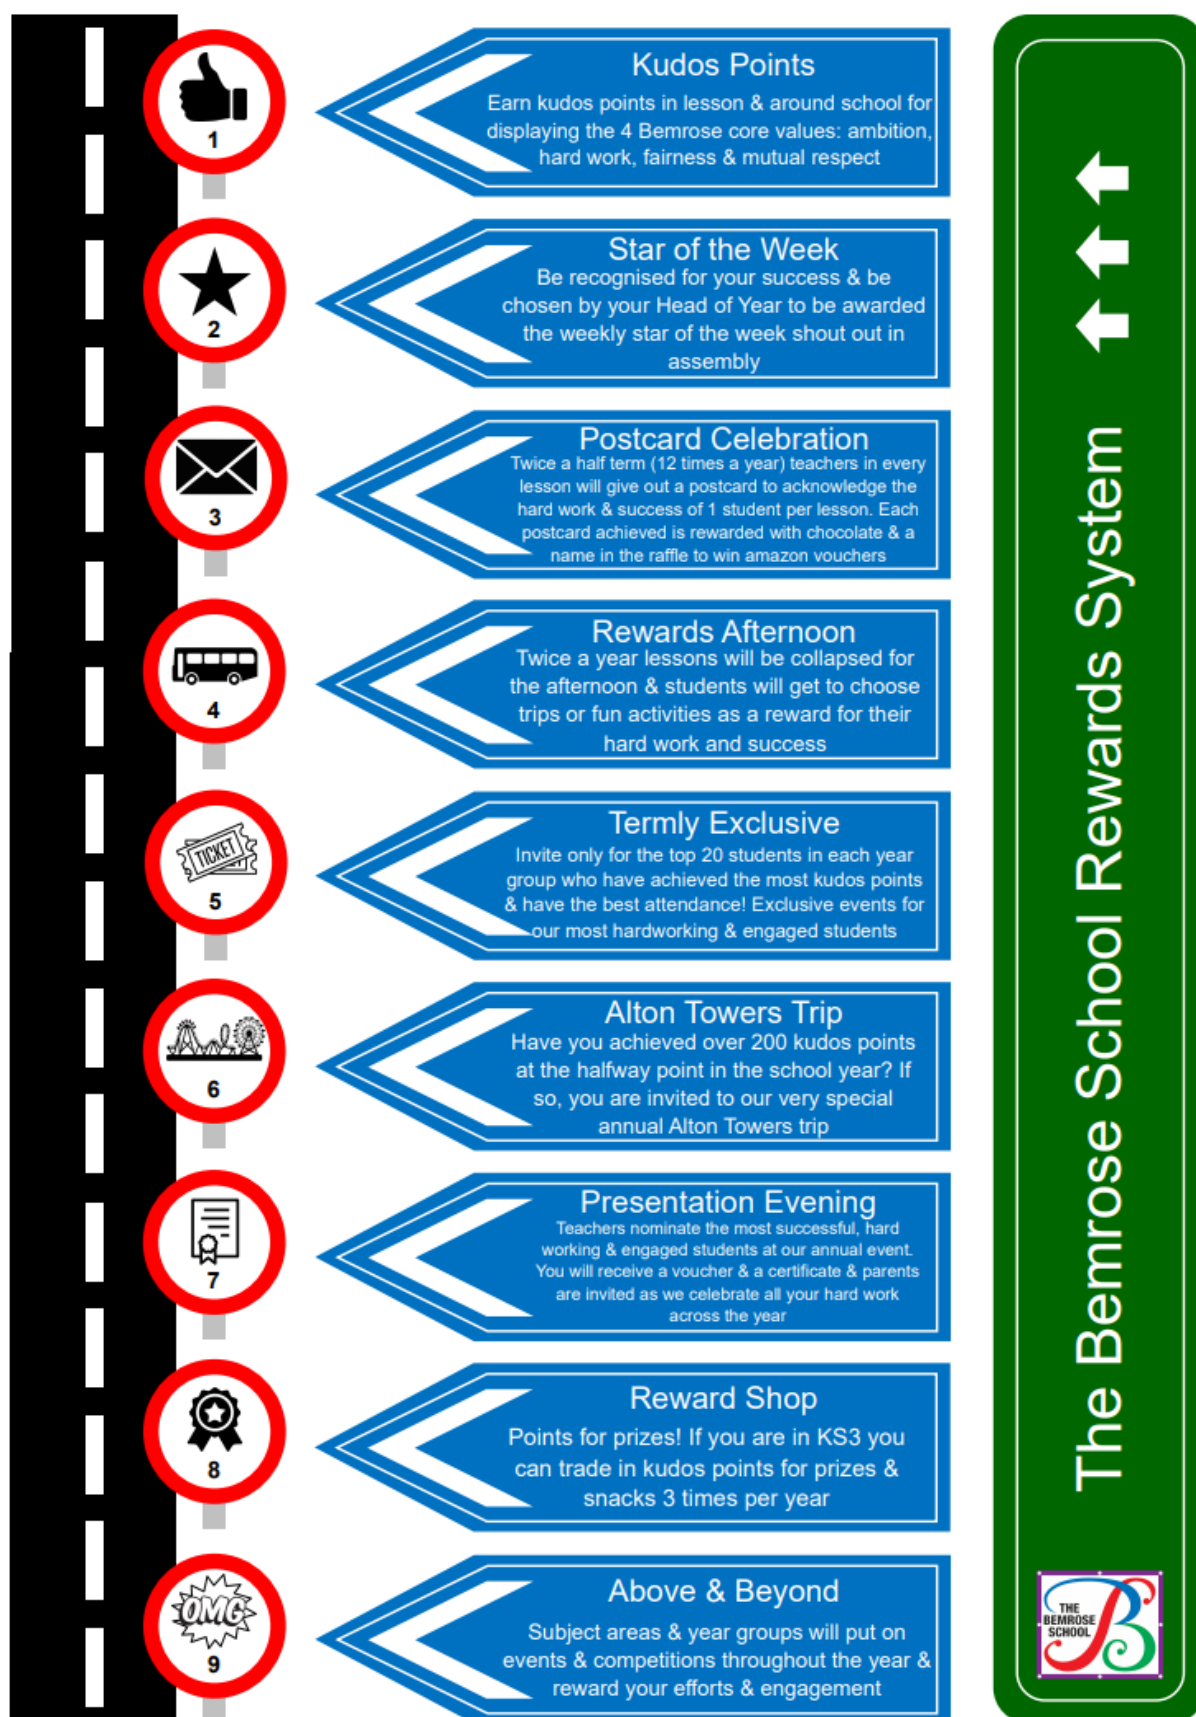 1
Kudos Points
Earn kudos points in lesson & around school for
displaying the 4 Bemrose core values: ambition,
hard work, fairness & mutual respect
2
Star of the Week
Be recognised for your success & be
chosen by your Head of Year to be awarded
the weekly star of the week shout out in
assembly
3
Postcard Celebration
Twice a half term (12 times a year) teachers in every
lesson will give out a postcard to acknowledge the
hard work & success of 1 student per lesson. Each
postcard achieved is rewarded with chocolate & a
name in the raffle to win amazon vouchers
4
Rewards Afternoon
Twice a year lessons will be collapsed for
the afternoon & students will get to choose
trips or fun activities as a reward for their
hard work and success
TICKET
5
Termly Exclusive
Invite only for the top 20 students in each year
group who have achieved the most kudos points
& have the best attendance! Exclusive events for
our most hardworking & engaged students
6
Alton Towers Trip
Have you achieved over 200 kudos points
at the halfway point in the school year? If
so, you are invited to our very special
annual Alton Towers trip
7
Presentation Evening
Teachers nominate the most successful, hard
working & engaged students at our annual event.
You will receive a voucher & a certificate & parents
are invited as we celebrate all your hard work
across the year
8
Reward Shop
Points for prizes! If you are in KS3 you
can trade in kudos points for prizes &
snacks 3 times per year
OMG
9
Above & Beyond
Subject areas & year groups will put on
events & competitions throughout the year &
reward your efforts & engagement
The Bemrose School Rewards System
THE
BEMROSE
SCHOOL
B